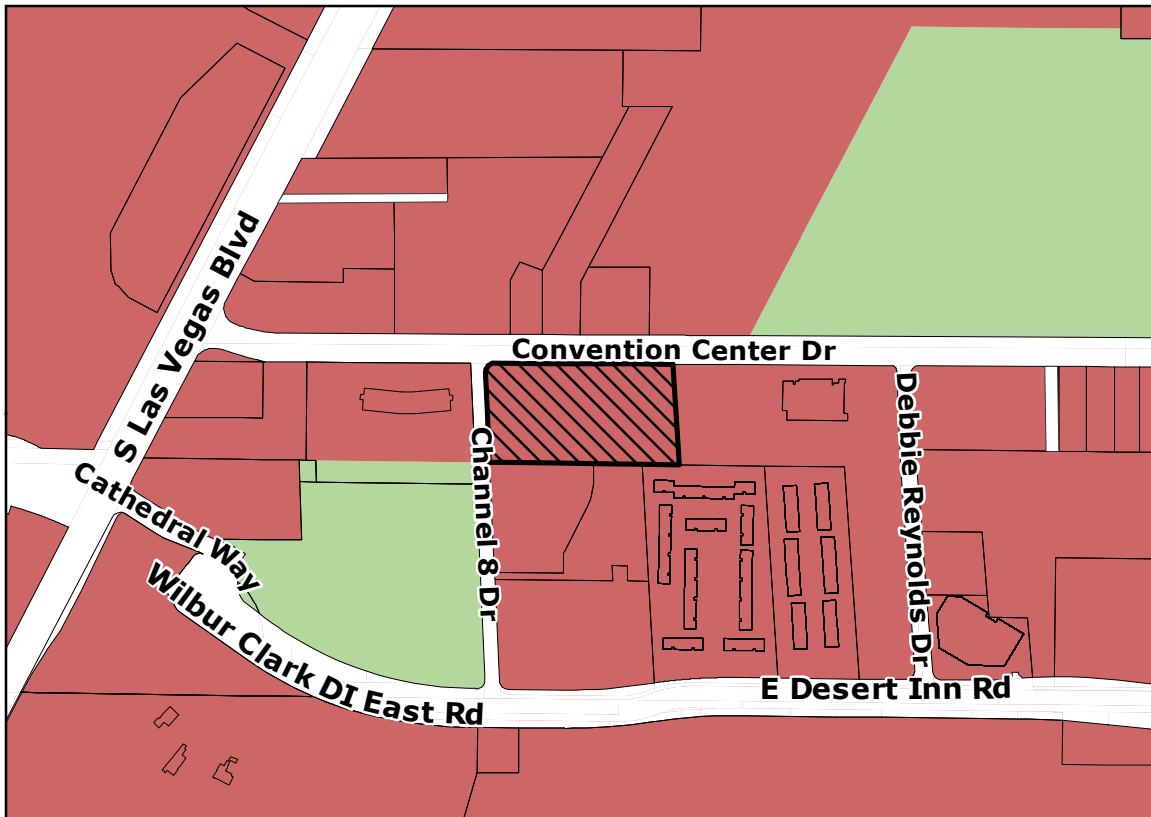 S Las Vegas Blvd
Convention Center Dr
Debbie Reynolds Dr
Channel 8 Dr
Cathedral Way
Wilbur Clark DI East Rd
E Desert Inn Rd